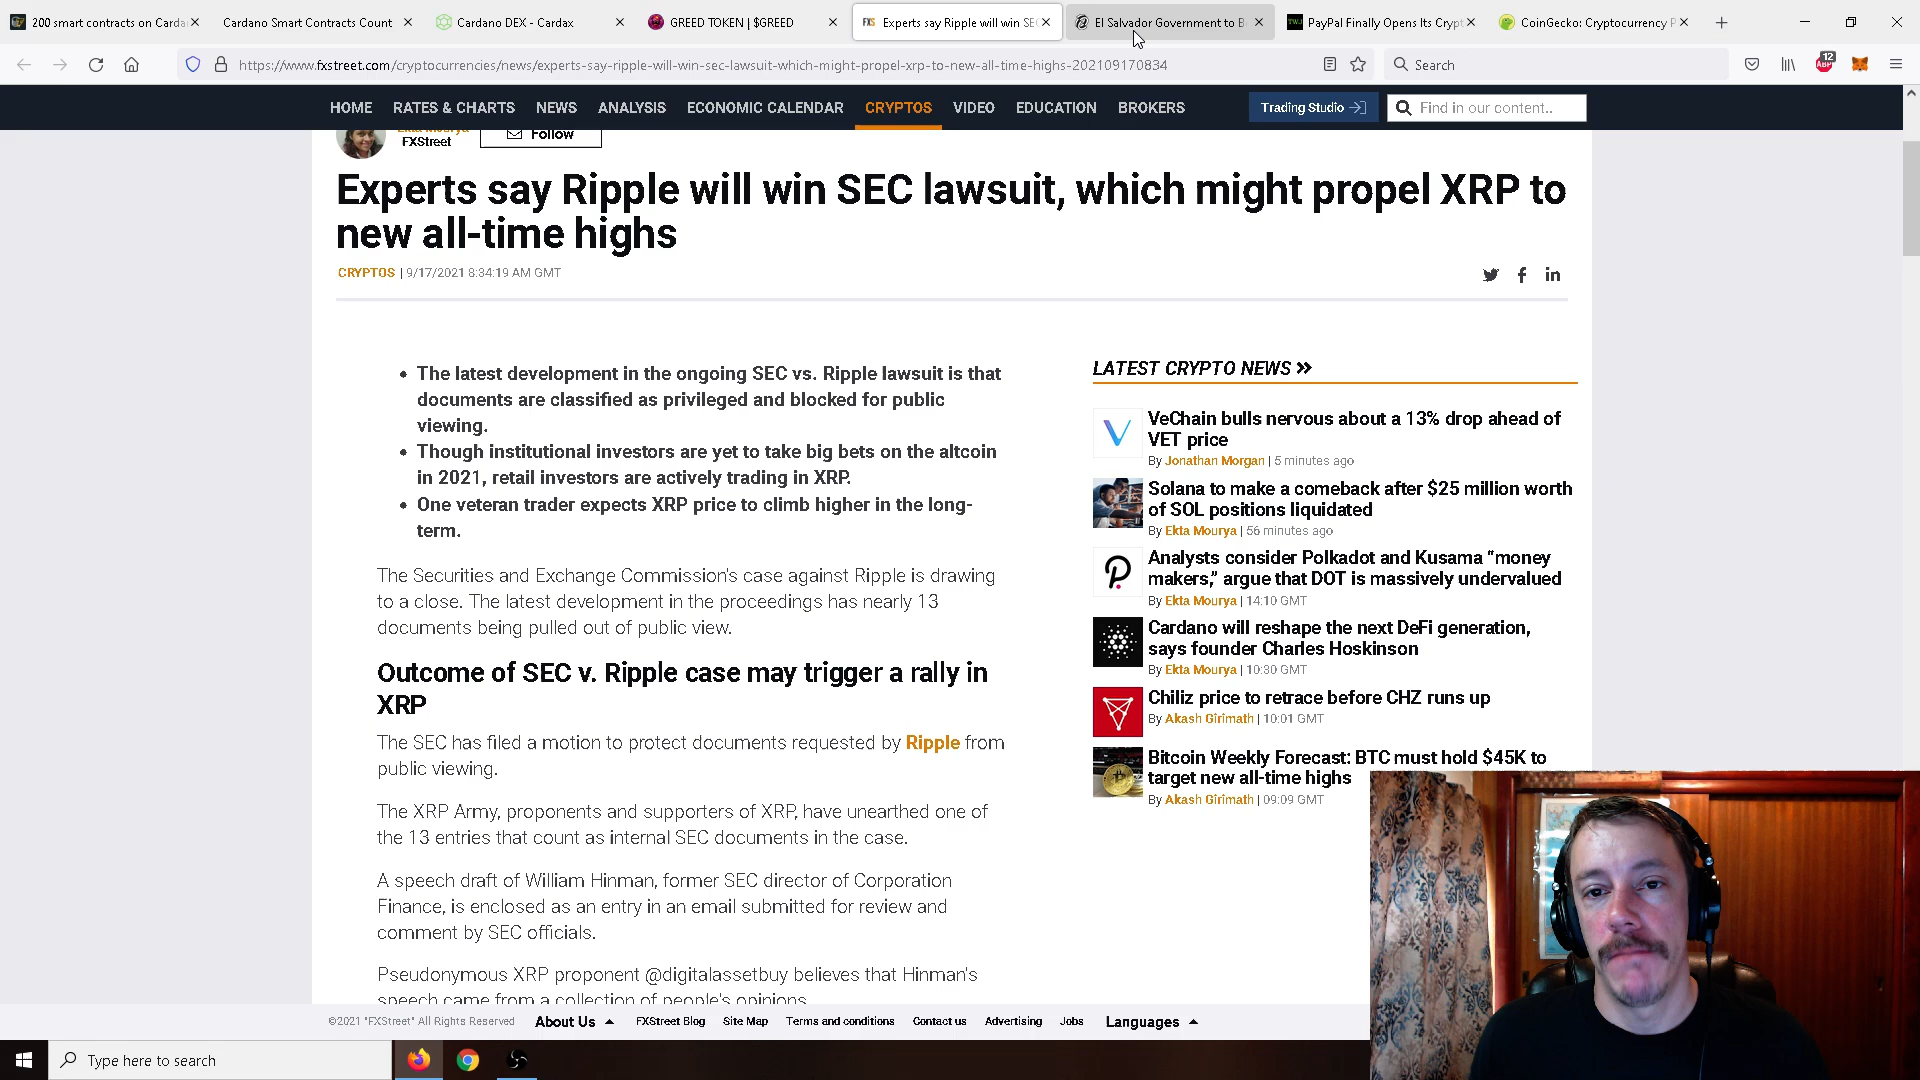 200 smart contracts on Carda
Cardano Smart Contracts Count
Cardano DEX - Cardax
GREED TOKEN | $GREED
FXS Experts say Ripple will win SE
El Salvador Government to B
TWJ PayPal Finally Opens Its Crypt
CoinGecko: Cryptocurrency P
https://www.fxstreet.com/cryptocurrencies/news/experts-say-ripple-will-win-sec-lawsuit-which-might-propel-xrp-to-new-all-time-highs-202109170834
Search
12
ABP
HOME RATES & CHARTS NEWS ANALYSIS ECONOMIC CALENDAR CRYPTOS VIDEO EDUCATION BROKERS
Trading Studio
Find in our content..
Ekta Mourya
FXStreet
Follow
Experts say Ripple will win SEC lawsuit, which might propel XRP to
new all-time highs
CRYPTOS | 9/17/2021 8:34:19 AM GMT
• The latest development in the ongoing SEC vs. Ripple lawsuit is that
documents are classified as privileged and blocked for public
viewing.
• Though institutional investors are yet to take big bets on the altcoin
in 2021, retail investors are actively trading in XRP.
• One veteran trader expects XRP price to climb higher in the long-
term.
The Securities and Exchange Commission's case against Ripple is drawing
to a close. The latest development in the proceedings has nearly 13
documents being pulled out of public view.
Outcome of SEC v. Ripple case may trigger a rally in
XRP
The SEC has filed a motion to protect documents requested by Ripple from
public viewing.
The XRP Army, proponents and supporters of XRP, have unearthed one of
the 13 entries that count as internal SEC documents in the case.
A speech draft of William Hinman, former SEC director of Corporation
Finance, is enclosed as an entry in an email submitted for review and
comment by SEC officials.
Pseudonymous XRP proponent @digitalassetbuy believes that Hinman's
speech came from a collection of people's opinions.
LATEST CRYPTO NEWS
VeChain bulls nervous about a 13% drop ahead of
VET price
By Jonathan Morgan | 5 minutes ago
Solana to make a comeback after $25 million worth
of SOL positions liquidated
By Ekta Mourya | 56 minutes ago
Analysts consider Polkadot and Kusama “money
makers,” argue that DOT is massively undervalued
By Ekta Mourya | 14:10 GMT
Cardano will reshape the next DeFi generation,
says founder Charles Hoskinson
By Ekta Mourya | 10:30 GMT
Chiliz price to retrace before CHZ runs up
By Akash Girimath | 10:01 GMT
Bitcoin Weekly Forecast: BTC must hold $45K to
target new all-time highs
By Akash Girimath | 09:09 GMT
©2021 "FXStreet" All Rights Reserved
About Us
FXStreet Blog Site Map Terms and conditions Contact us Advertising Jobs
Languages
Type here to search